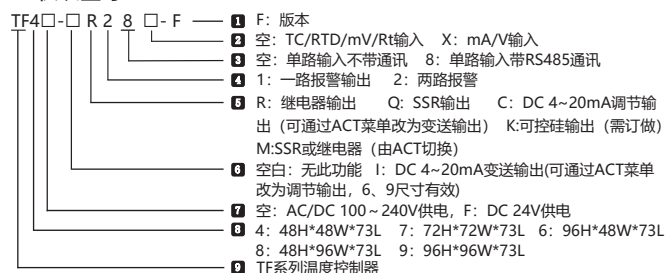 TF4□-□R28□-F
1 F：版本
2 空：TC/RTD/mV/Rt输入 X：mA/V输入
3 空：单路输入不带通讯 8：单路输入带RS485通讯
4 1：一路报警输出 2：两路报警
5 R：继电器输出 Q：SSR输出 C：DC 4~20mA调节输
出（可通过ACT菜单改为变送输出） K:可控硅输出（需订做）
M:SSR或继电器（由ACT切换）
6 空白：无此功能 I：DC 4~20mA变送输出(可通过ACT菜单
改为调节输出，6、9尺寸有效)
7 空：AC/DC 100～240V供电，F：DC 24V供电
8 4：48H*48W*73L 7：72H*72W*73L 6：96H*48W*73L
8：48H*96W*73L 9：96H*96W*73L
9 TF系列温度控制器